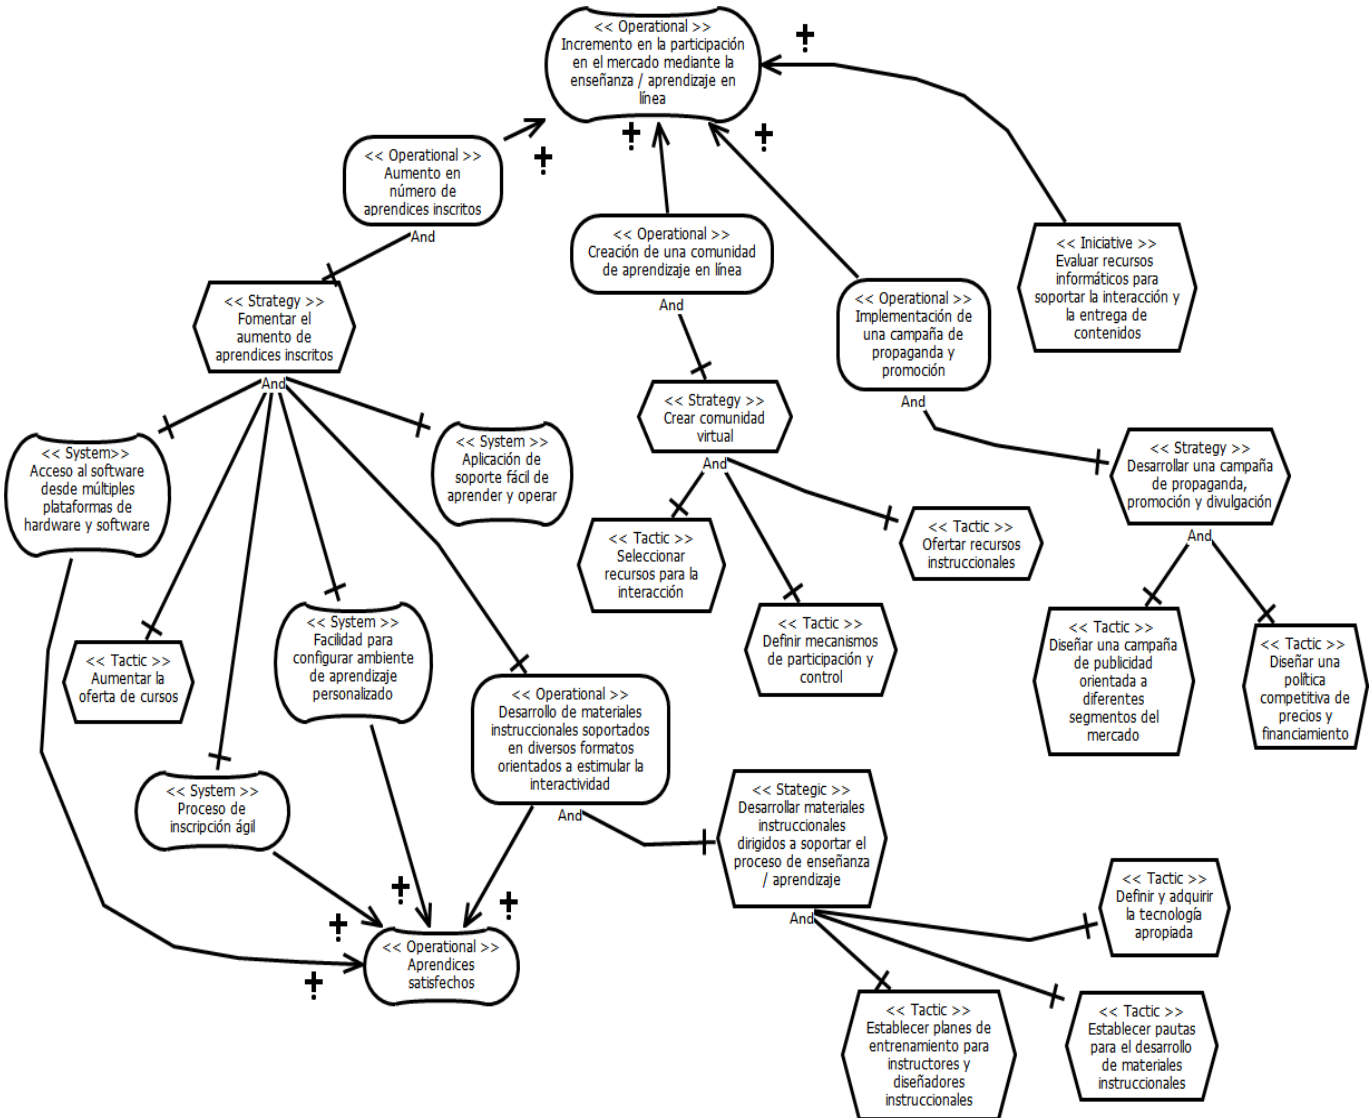 << Operational >>
Incremento en la participación
en el mercado mediante la
enseñanza / aprendizaje en
línea
<< Operational >>
Aumento en
número de
aprendices inscritos
And
<< Operational >>
Creación de una comunidad
de aprendizaje en línea
And
<< Operational >>
Implementación de
una campaña de
propaganda y
promoción
And
<< Iniciative >>
Evaluar recursos
informáticos para
soportar la interacción y
la entrega de
contenidos
<< Strategy >>
Fomentar el
aumento de
aprendices inscritos
And
<< Strategy >>
Crear comunidad
virtual
And
<< Strategy >>
Desarrollar una campaña
de propaganda,
promoción y divulgación
And
<< System>>
Acceso al software
desde múltiples
plataformas de
hardware y software
<< System >>
Aplicación de
soporte fácil de
aprender y operar
<< Tactic >>
Seleccionar
recursos para la
interacción
<< Tactic >>
Ofertar recursos
instruccionales
<< Tactic >>
Definir mecanismos
de participación y
control
<< Tactic >>
Diseñar una campaña
de publicidad
orientada a
diferentes
segmentos del
mercado
<< Tactic >>
Diseñar una
política
competitiva de
precios y
financiamiento
<< Tactic >>
Aumentar la
oferta de cursos
<< System >>
Facilidad para
configurar ambiente
de aprendizaje
personalizado
<< Operational >>
Desarrollo de materiales
instruccionales soportados
en diversos formatos
orientados a estimular la
interactividad
And
<< System >>
Proceso de
inscripción ágil
<< Stategic >>
Desarrollar materiales
instruccionales
dirigidos a soportar el
proceso de enseñanza
/ aprendizaje
And
<< Operational >>
Aprendices
satisfechos
<< Tactic >>
Definir y adquirir
la tecnología
apropiada
<< Tactic >>
Establecer planes de
entrenamiento para
instructores y
diseñadores
instruccionales
<< Tactic >>
Establecer pautas
para el desarrollo
de materiales
instruccionales